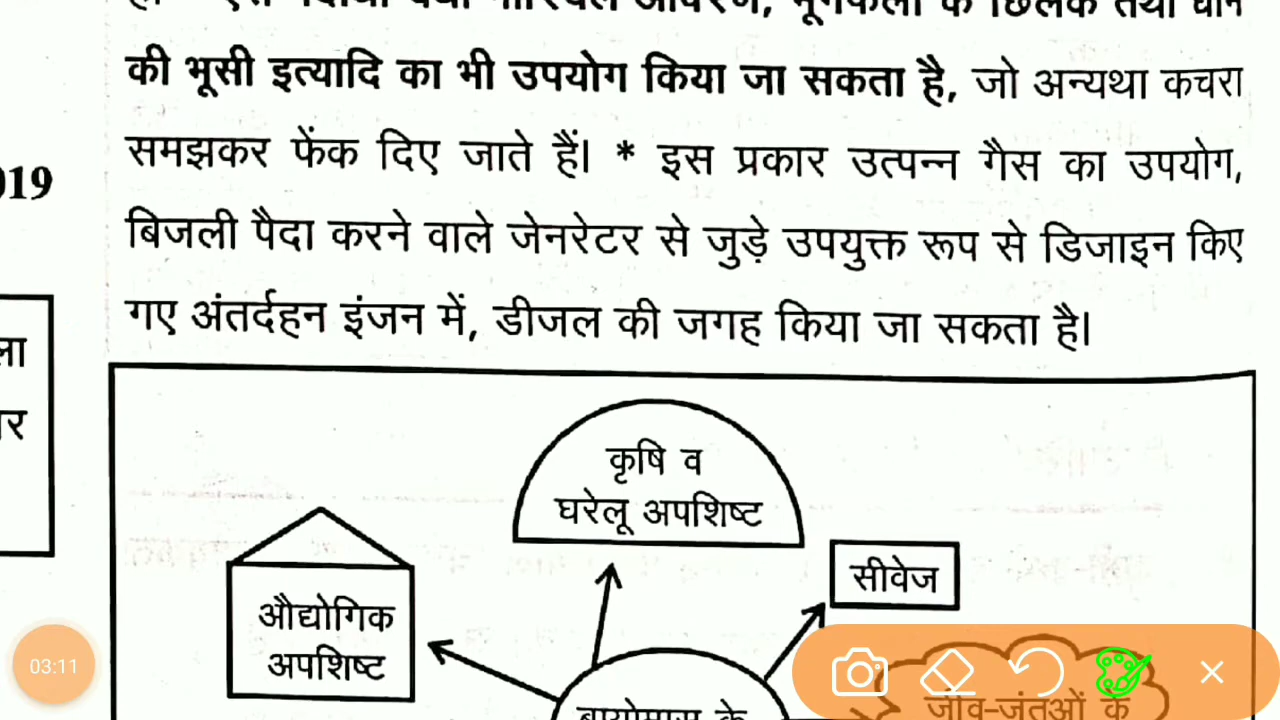 की भूसी इत्यादि का भी उपयोग किया जा सकता है, जो अन्यथा कचरा
समझकर फेंक दिए जाते हैं। * इस प्रकार उत्पन्न गैस का उपयोग,
बिजली पैदा करने वाले जेनरेटर से जुड़े उपयुक्त रूप से डिजाइन किए
गए अंतर्दहन इंजन में, डीजल की जगह किया जा सकता है।
019
ला
कृषि व
घरेलू अपशिष्ट
सीवेज
औद्योगिक
अपशिष्ट
बायोमास के
जीव-जंतुओं के
03:11